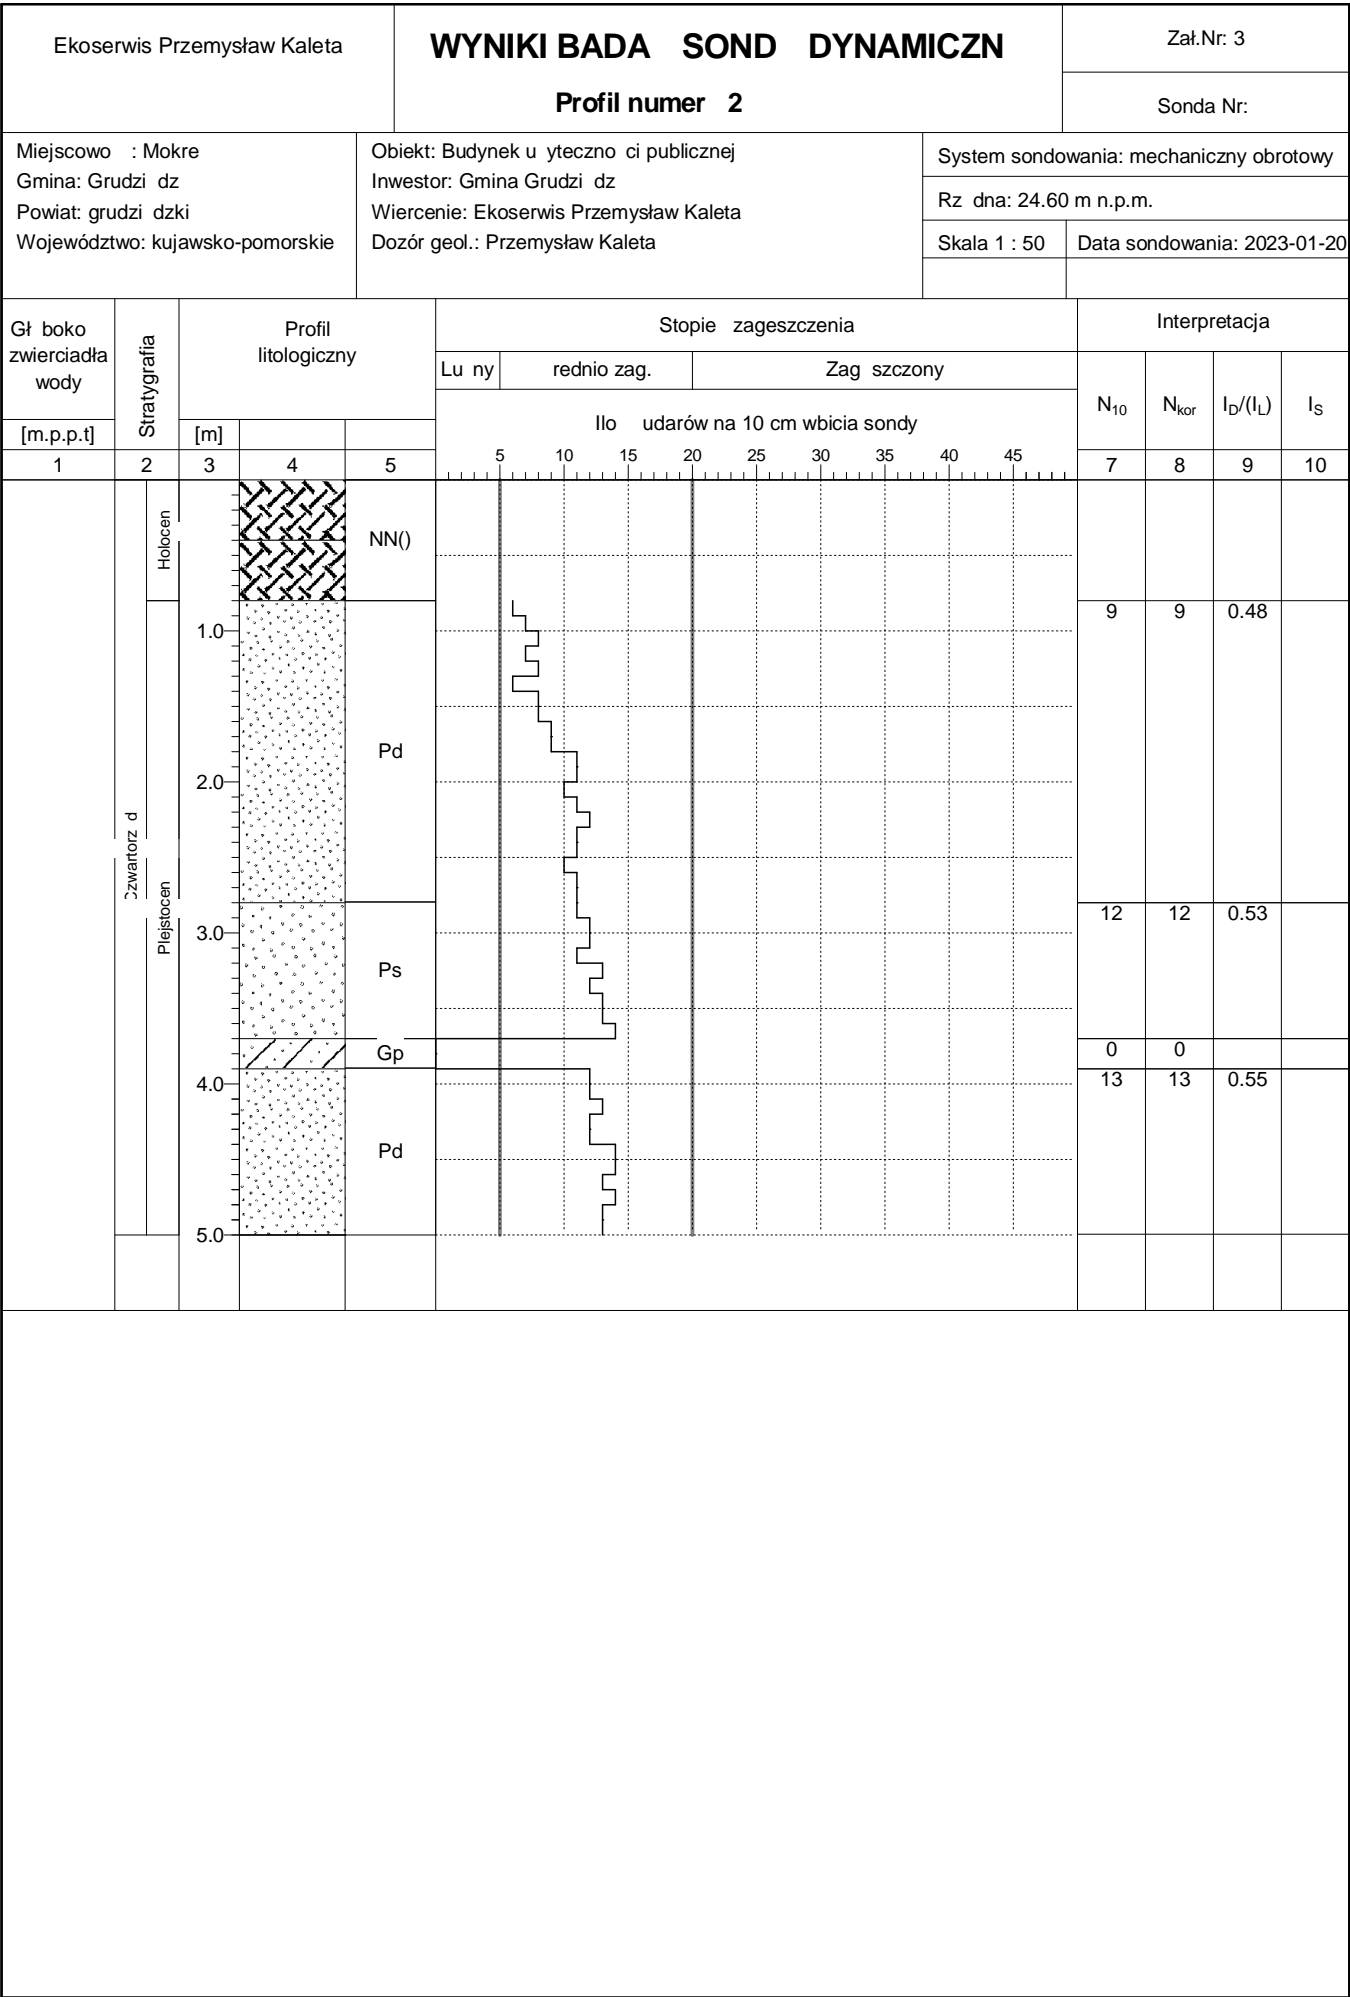 Ekoserwis Przemysław Kaleta
WYNIKI BADA SOND DYNAMICZN
Profil numer 2
Zał.Nr: 3
Sonda Nr:
Miejscowo : Mokre
Gmina: Grudzi dz
Powiat: grudzi dzki
Województwo: kujawsko-pomorskie
Obiekt: Budynek u yteczno ci publicznej
Inwestor: Gmina Grudzi dz
Wiercenie: Ekoserwis Przemysław Kaleta
Dozór geol.: Przemysław Kaleta
System sondowania: mechaniczny obrotowy
Rz dna: 24.60 m n.p.m.
Skala 1 : 50
Data sondowania: 2023-01-20
Gł boko
zwierciadła
wody
[m.p.p.t]
Stratygrafia
Profil
litologiczny
[m]
Stopie zageszczenia
Lu ny
rednio zag.
Zag szczony
Ilo udarów na 10 cm wbicia sondy
5 10 15 20 25 30 35 40 45
Interpretacja
N10 Nkor ID/(IL) IS
1 2 3 4 5 7 8 9 10
Holocen
NN()
Czwartorz d
Plejstocen
1.0
9 9 0.48
Pd
2.0
12 12 0.53
3.0
Ps
Gp
0 0
4.0
13 13 0.55
Pd
5.0